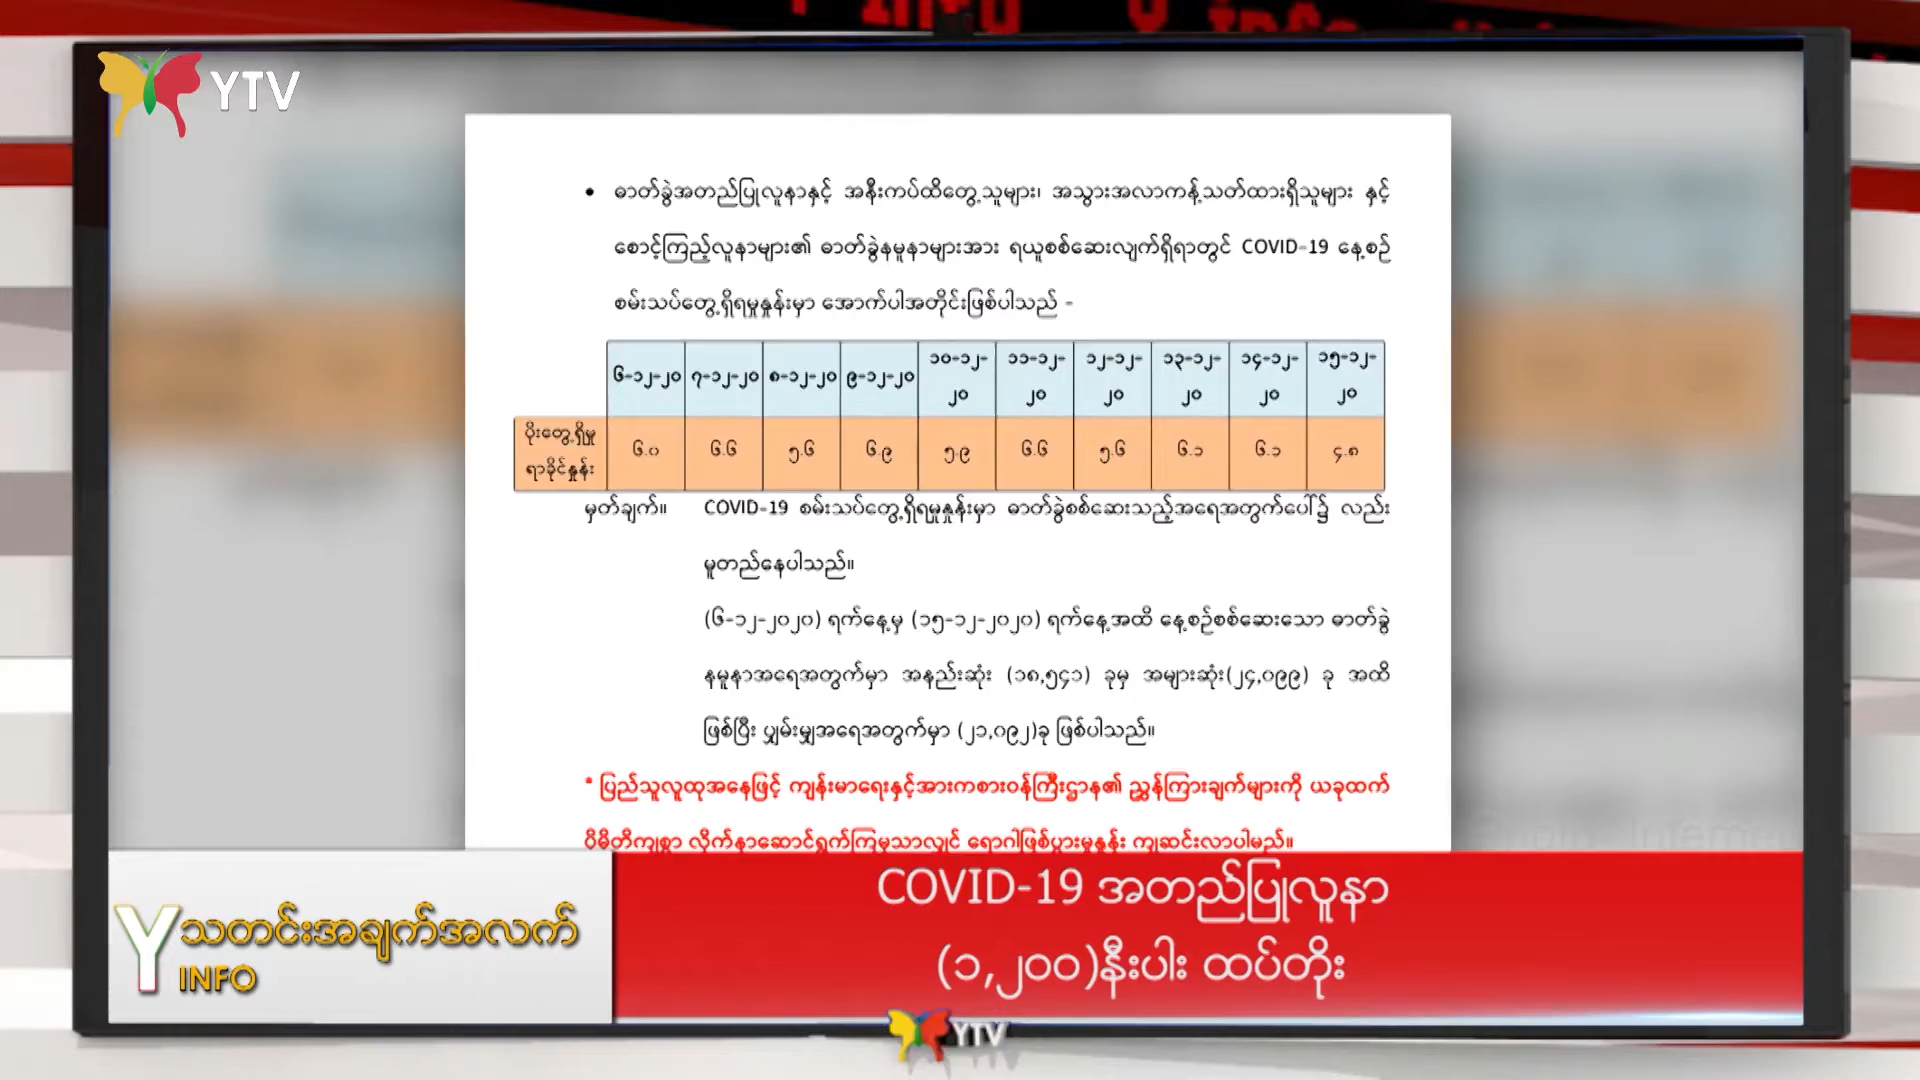 YTV
• ဓာတ်ခွဲအတည်ပြုလူနာနှင့် အနီးကပ်ထိတွေ့သူများ၊ အသွားအလာကန့်သတ်ထားရှိသူများ နှင့်
စောင့်ကြည့်လူနာများ၏ ဓာတ်ခွဲနမူနာများအား ရယူစစ်ဆေးလျက်ရှိရာတွင် COVID-19 နေ့စဉ်
စမ်းသပ်တွေ့ရှိရမှုနှုန်းမှာ အောက်ပါအတိုင်းဖြစ်ပါသည် -
၆-၁၂-၂၀ ၇-၁၂-၂၀ ၈-၁၂-၂၀ ၉-၁၂-၂၀ ၁၀-၁၂-၂၀ ၁၁-၁၂-၂၀ ၁၂-၁၂-၂၀ ၁၃-၁၂-၂၀ ၁၄-၁၂-၂၀ ၁၅-၁၂-၂၀
ပိုးတွေ့ရှိမှု ရာခိုင်နှုန်း ၆.၀ ၆.၆ ၅.၆ ၆.၉ ၅.၉ ၆.၆ ၅.၆ ၆.၁ ၆.၁ ၄.၈
မှတ်ချက်။ COVID-19 စမ်းသပ်တွေ့ရှိရမှုနှုန်းမှာ ဓာတ်ခွဲစစ်ဆေးသည့်အရေအတွက်ပေါ်၌ လည်း
မူတည်နေပါသည်။
(၆-၁၂-၂၀၂၀) ရက်နေ့မှ (၁၅-၁၂-၂၀၂၀) ရက်နေ့အထိ နေ့စဉ်စစ်ဆေးသော ဓာတ်ခွဲ
နမူနာအရေအတွက်မှာ အနည်းဆုံး (၁၈,၅၄၁) ခုမှ အများဆုံး(၂၄,၀၉၉) ခု အထိ
ဖြစ်ပြီး ပျှမ်းမျှအရေအတွက်မှာ (၂၁,၀၉၂)ခု ဖြစ်ပါသည်။
* ပြည်သူလူထုအနေဖြင့် ကျန်းမာရေးနှင့်အားကစားဝန်ကြီးဌာန၏ ညွှန်ကြားချက်များကို ယခုထက်
ပိုမိုတိကျစွာ လိုက်နာဆောင်ရွက်ကြမှသာလျှင် ရောဂါဖြစ်ပွားမှုနှုန်း ကျဆင်းလာပါမည်။
Y သတင်းအချက်အလက်
INFO
COVID-19 အတည်ပြုလူနာ
(၁,၂၀၀)နီးပါး ထပ်တိုး
YTV